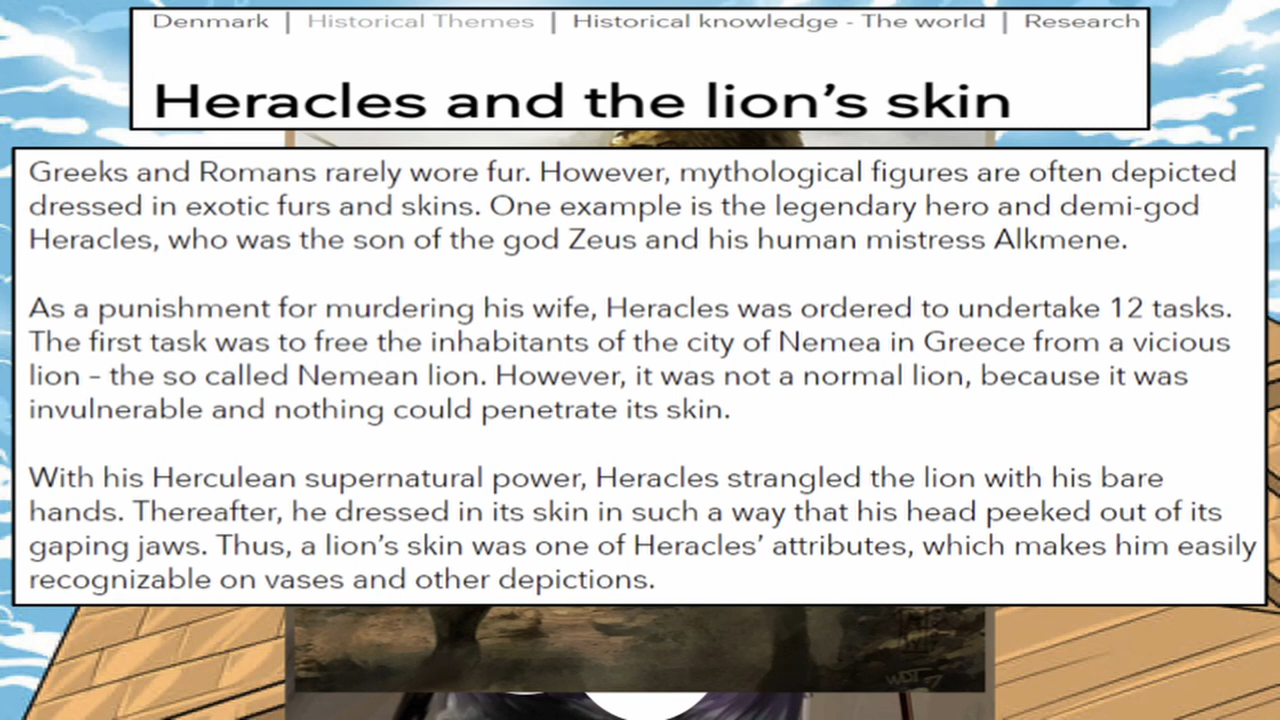 Denmark | Historical Themes | Historical knowledge - The world | Research
Heracles and the lion's skin
Greeks and Romans rarely wore fur. However, mythological figures are often depicted
dressed in exotic furs and skins. One example is the legendary hero and demi-god
Heracles, who was the son of the god Zeus and his human mistress Alkmene.
As a punishment for murdering his wife, Heracles was ordered to undertake 12 tasks.
The first task was to free the inhabitants of the city of Nemea in Greece from a vicious
lion – the so called Nemean lion. However, it was not a normal lion, because it was
invulnerable and nothing could penetrate its skin.
With his Herculean supernatural power, Heracles strangled the lion with his bare
hands. Thereafter, he dressed in its skin in such a way that his head peeked out of its
gaping jaws. Thus, a lion's skin was one of Heracles' attributes, which makes him easily
recognizable on vases and other depictions.